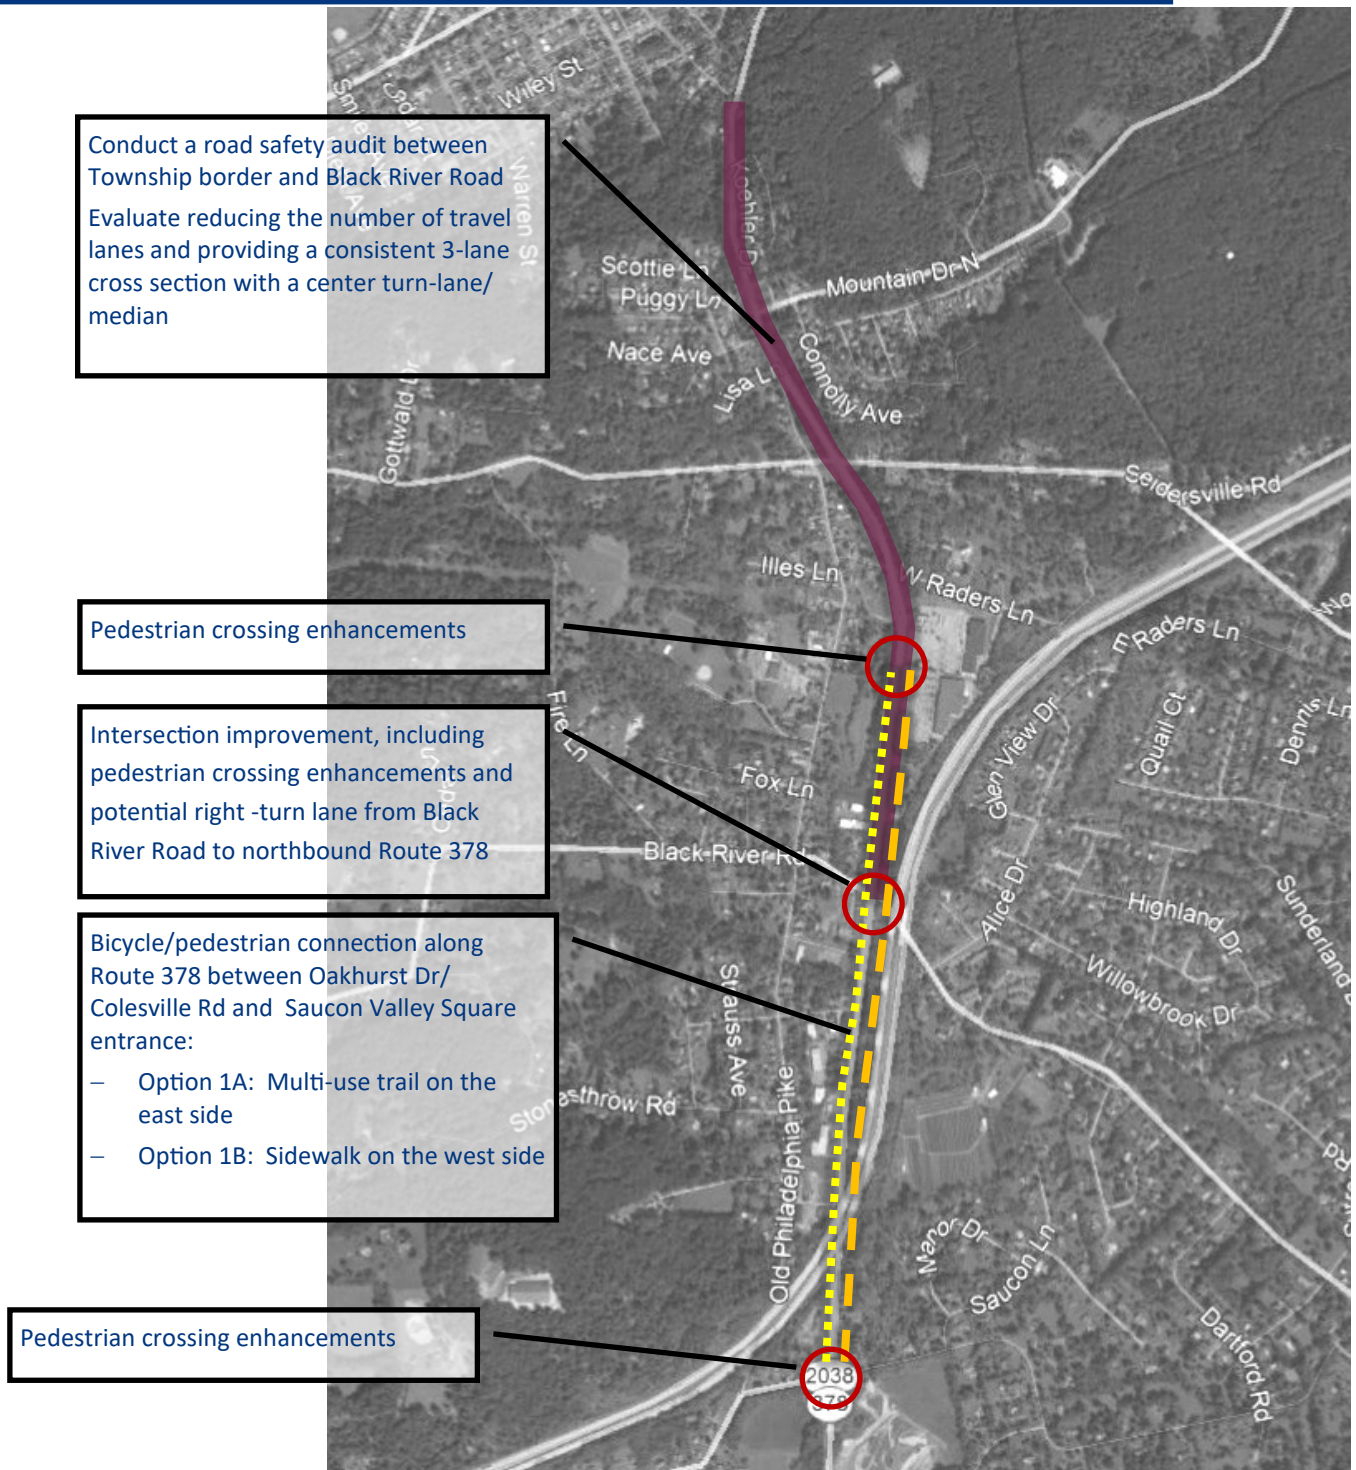 Wiley St
Warren St
Conduct a road safety audit between
Township border and Black River Road
Evaluate reducing the number of travel
lanes and providing a consistent 3-lane
cross section with a center turn-lane/
median
Koehler Dr
Scottie Ln
Puggy Ln
Mountain Dr N
Nace Ave
Connolly Ave
Gottwald Dr
Seidersville Rd
Illes Ln
W Raders Ln
E Raders Ln
Pedestrian crossing enhancements
Fire Ln
Glen View Dr
Quail Ct
Dennis Ln
Intersection improvement, including
pedestrian crossing enhancements and
potential right -turn lane from Black
River Road to northbound Route 378
Fox Ln
Black River Rd
Alice Dr
Highland Dr
Sunderland
Willowbrook Dr
Bicycle/pedestrian connection along
Route 378 between Oakhurst Dr/
Colesville Rd and Saucon Valley Square
entrance:
– Option 1A: Multi-use trail on the
east side
– Option 1B: Sidewalk on the west side
Strauss Ave
Stonesthrow Rd
Old Philadelphia Pike
Manor Dr
Saucon Ln
Dartford Rd
Pedestrian crossing enhancements
2038
378